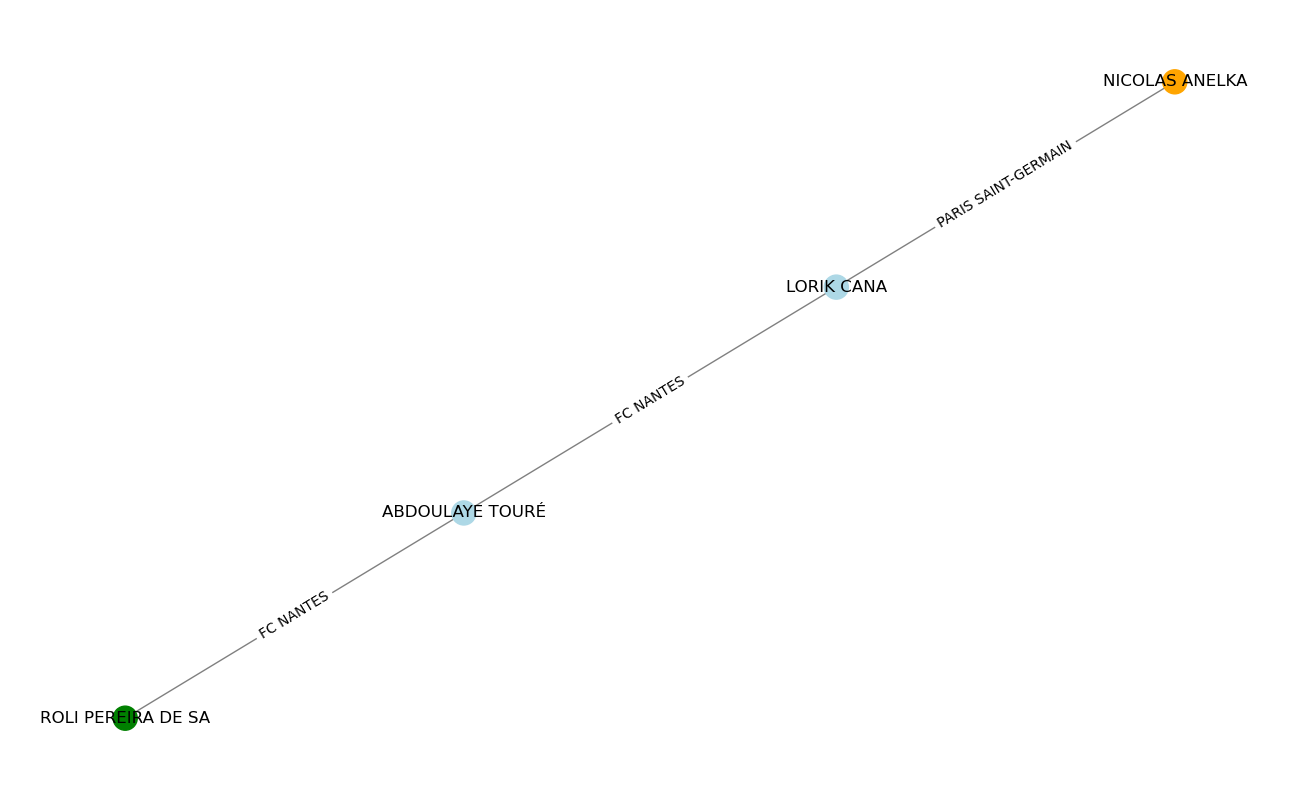 NICOLAS ANELKA
PARIS SAINT-GERMAIN
LORIK CANA
FC NANTES
ABDOULAYE TOURÉ
FC NANTES
ROLI PEREIRA DE SA